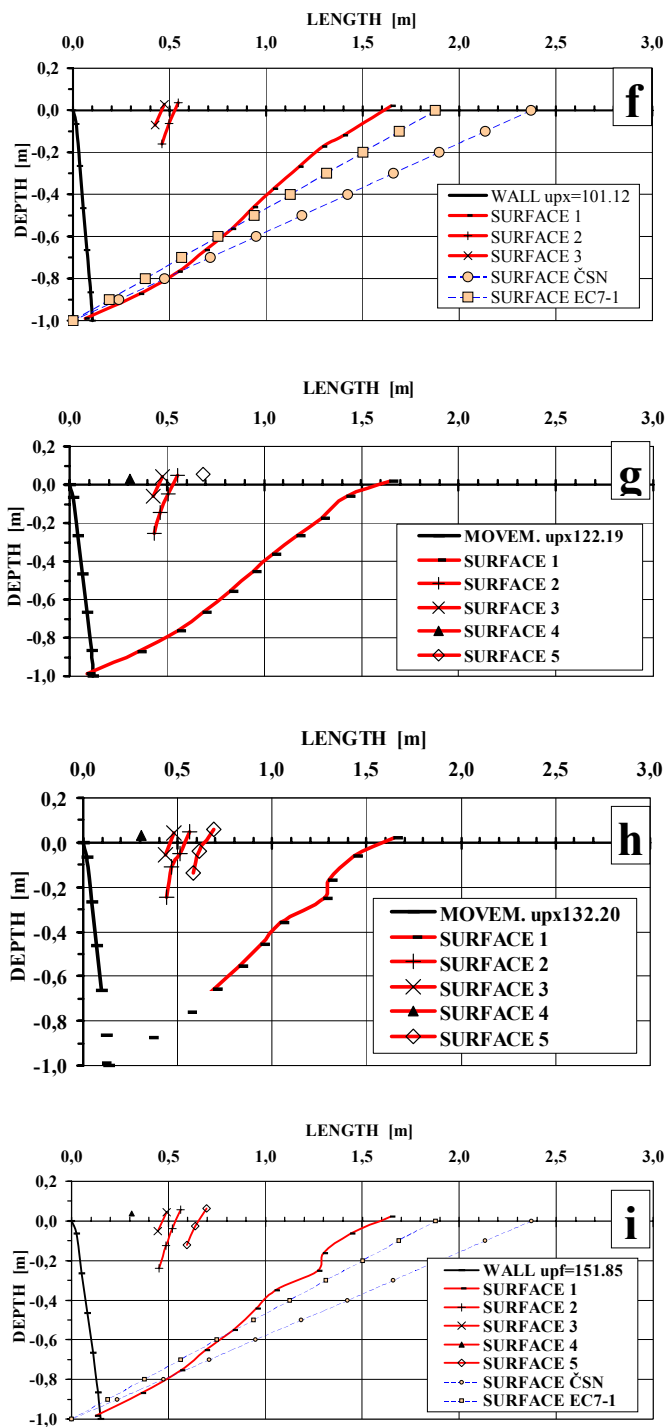 LENGTH [m]
0,0 0,5 1,0 1,5 2,0 2,5 3,0
DEPTH [m]
0,2
0,0
-0,2
-0,4
-0,6
-0,8
-1,0
f
WALL upx=101.12
SURFACE 1
SURFACE 2
SURFACE 3
SURFACE ČSN
SURFACE EC7-1
LENGTH [m]
0,0 0,5 1,0 1,5 2,0 2,5 3,0
DEPTH [m]
0,2
0,0
-0,2
-0,4
-0,6
-0,8
-1,0
g
MOVEM. upx122.19
SURFACE 1
SURFACE 2
SURFACE 3
SURFACE 4
SURFACE 5
LENGTH [m]
0,0 0,5 1,0 1,5 2,0 2,5 3,0
DEPTH [m]
0,2
0,0
-0,2
-0,4
-0,6
-0,8
-1,0
h
MOVEM. upx132.20
SURFACE 1
SURFACE 2
SURFACE 3
SURFACE 4
SURFACE 5
LENGTH [m]
0,0 0,5 1,0 1,5 2,0 2,5 3,0
DEPTH [m]
0,2
0,0
-0,2
-0,4
-0,6
-0,8
-1,0
i
WALL upf=151.85
SURFACE 1
SURFACE 2
SURFACE 3
SURFACE 4
SURFACE 5
SURFACE ČSN
SURFACE EC7-1